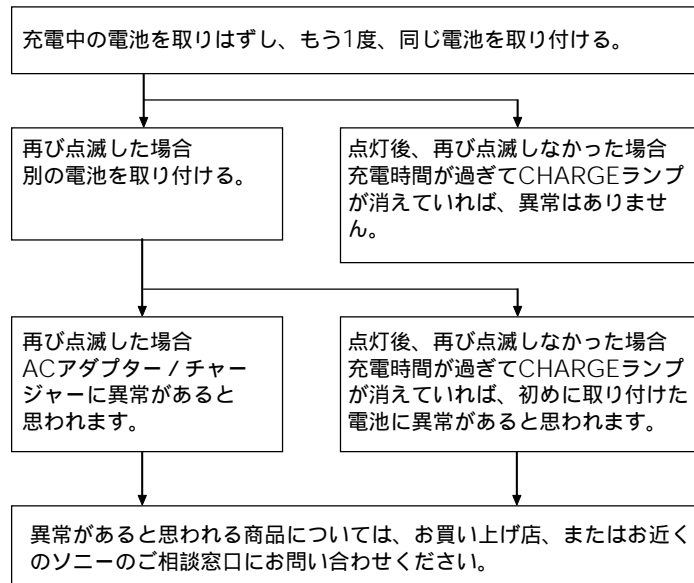 充電中の電池を取りはずし、もう1度、同じ電池を取り付ける。
再び点滅した場合
別の電池を取り付ける。
点灯後、再び点滅しなかった場合
充電時間が過ぎてCHARGEランプ
が消えていれば、異常はありませ
ん。
再び点滅した場合
ACアダプター / チャー
ジャーに異常があると
思われます。
点灯後、再び点滅しなかった場合
充電時間が過ぎてCHARGEランプ
が消えていれば、初めに取り付けた
電池に異常があると思われます。
異常があると思われる商品については、お買い上げ店、またはお近く
のソニーのご相談窓口にお問い合わせください。